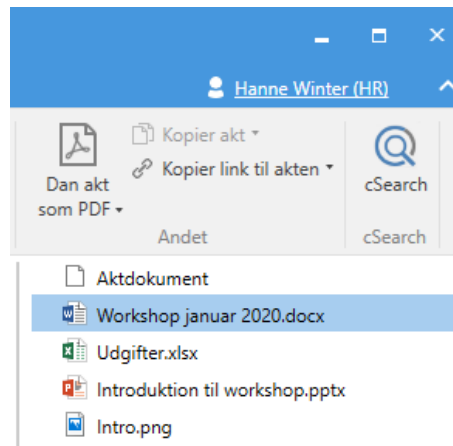 Hanne Winter (HR)
Kopier akt
Kopier link til akten
Dan akt
som PDF
cSearch
Andet
cSearch
Aktdokument
Workshop januar 2020.docx
Udgifter.xlsx
Introduktion til workshop.pptx
Intro.png